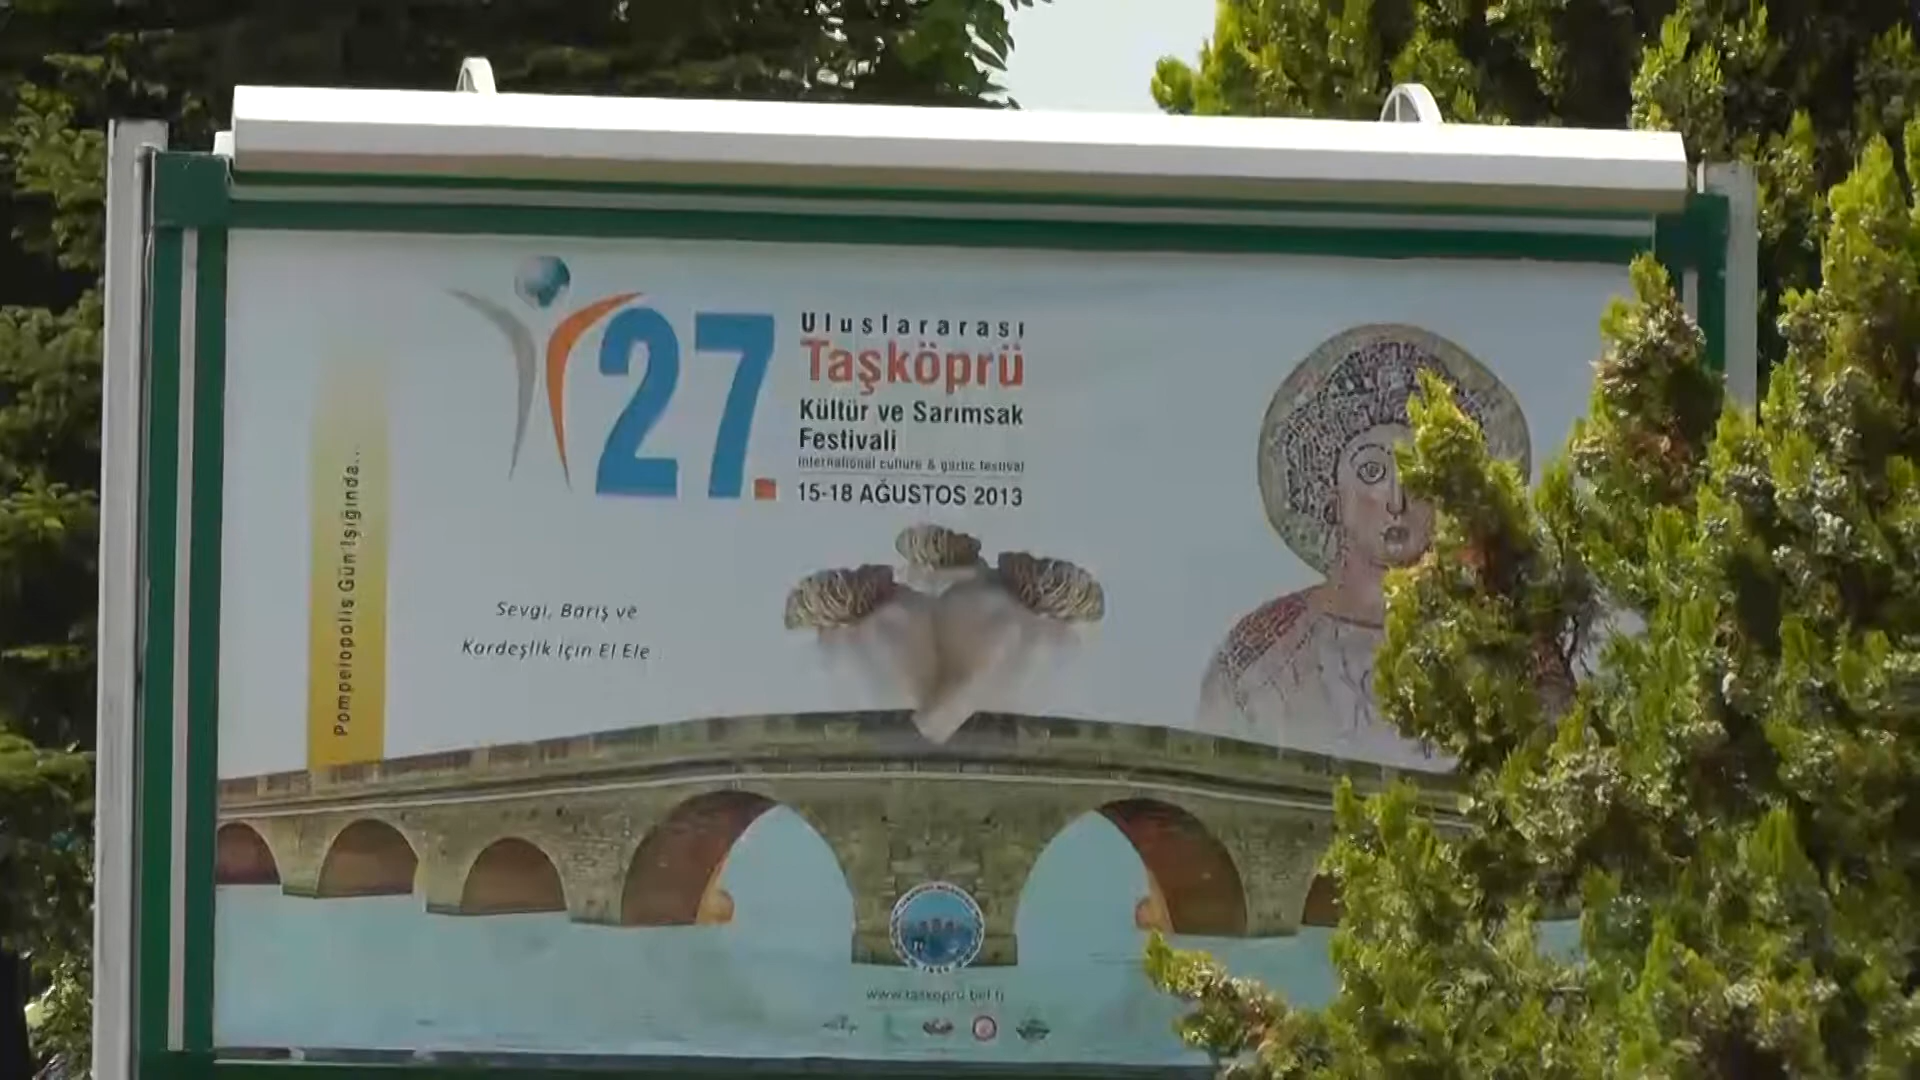 27.
Uluslararası
Taşköprü
Kültür ve Sarımsak
Festivali
international culture & garlic festival
15-18 AĞUSTOS 2013
Pompeiopolis Gün Işığında...
Sevgi, Barış ve
Kardeşlik İçin El Ele